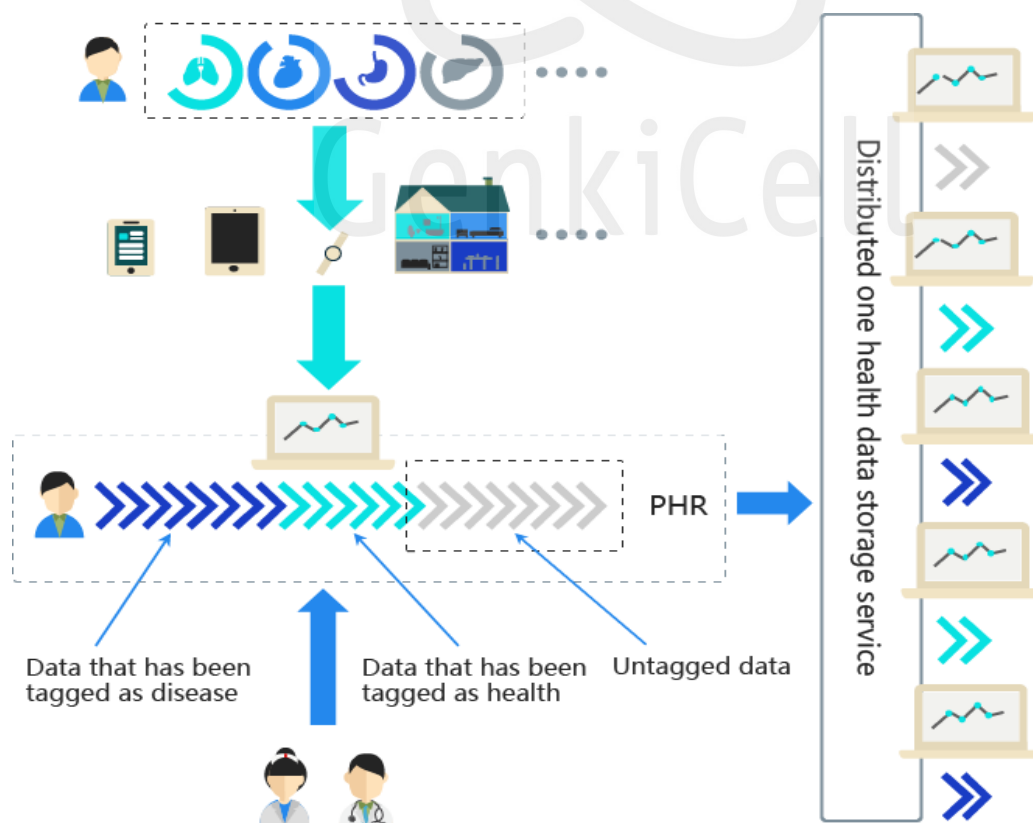 GenkiCell
Distributed one health data storage service
PHR
Data that has been
tagged as disease
Data that has been
tagged as health
Untagged data